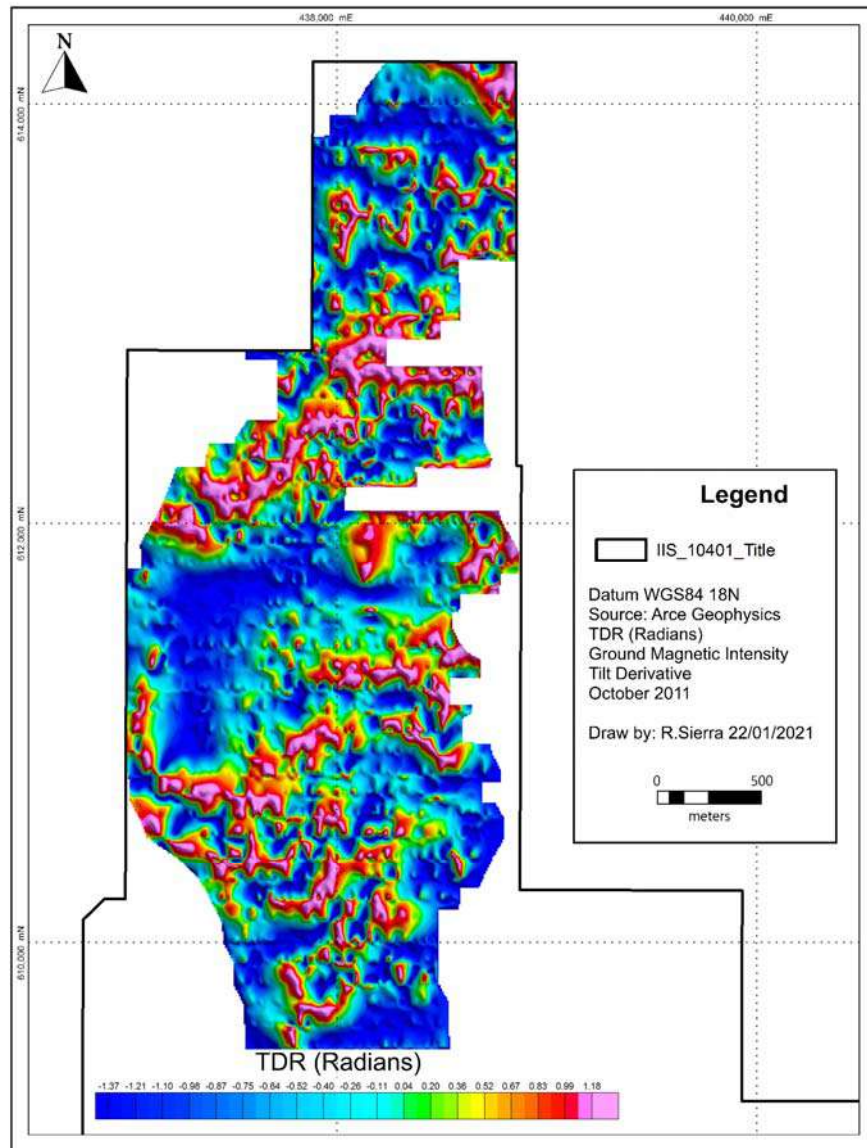 438,000 mE
440,000 mE
N
614,000 mN
612,000 mN
610,000 mN
Legend
IIS_10401_Title
Datum WGS84 18N
Source: Arce Geophysics
TDR (Radians)
Ground Magnetic Intensity
Tilt Derivative
October 2011
Draw by: R.Sierra 22/01/2021
0 500
meters
TDR (Radians)
-1.37 -1.21 -1.10 -0.98 -0.87 -0.75 -0.64 -0.52 -0.40 -0.26 -0.11 0.04 0.20 0.36 0.52 0.67 0.83 0.99 1.18